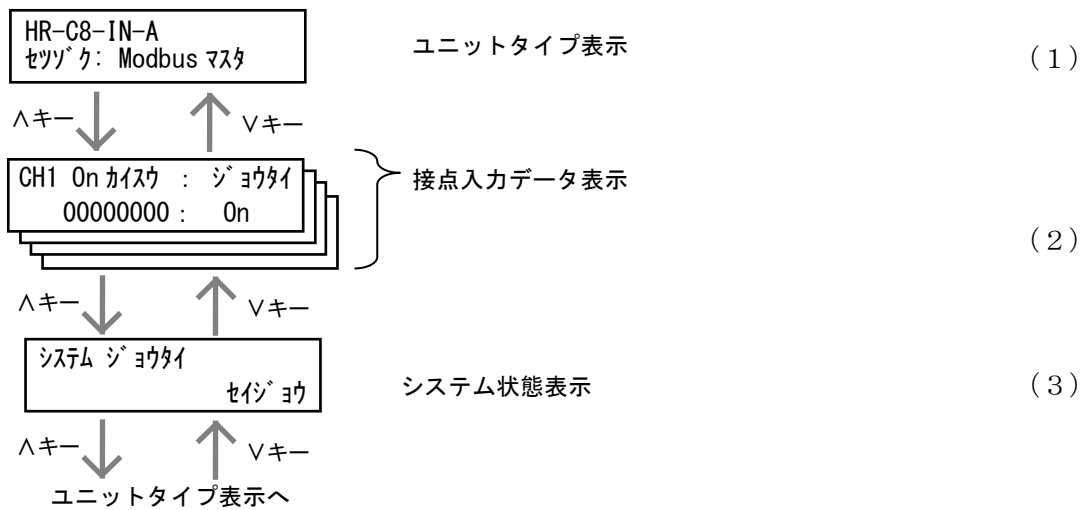 HR-C8-IN-A
ｾﾂｿﾞｸ: Modbus ﾏｽﾀ
ユニットタイプ表示
(１)
∧キー
∨キー
CH1 On ｶｲｽｳ : ｼﾞｮｳﾀｲ
00000000 : On
接点入力データ表示
(２)
∧キー
∨キー
ｼｽﾃﾑ ｼﾞｮｳﾀｲ
ｾｲｼﾞｮｳ
システム状態表示
(３)
∧キー
∨キー
ユニットタイプ表示へ